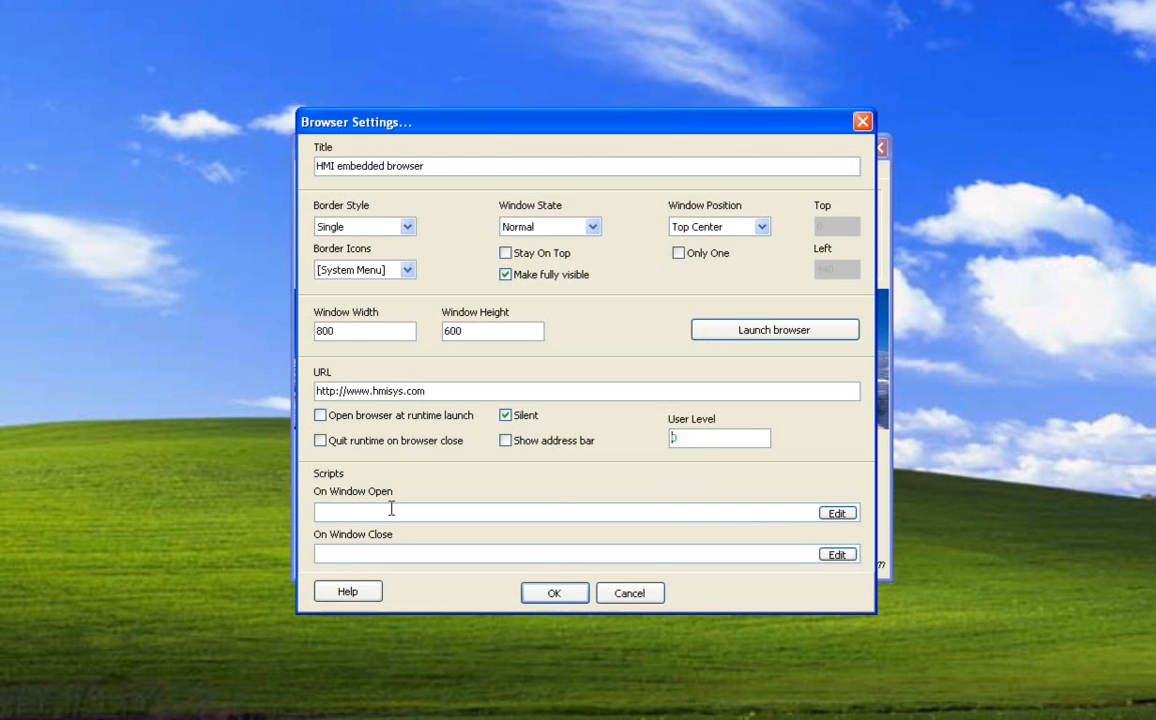 Browser Settings...
Title
HMI embedded browser
Border Style
Window State
Window Position
Top
Single
Normal
Top Center
0
Border Icons
Stay On Top
Only One
Left
[System Menu]
Make fully visible
Window Width
Window Height
800
600
Launch browser
URL
http://www.hmisys.com
Open browser at runtime launch
Silent
User Level
Quit runtime on browser close
Show address bar
0
Scripts
On Window Open
Edit
On Window Close
Edit
Help
OK
Cancel